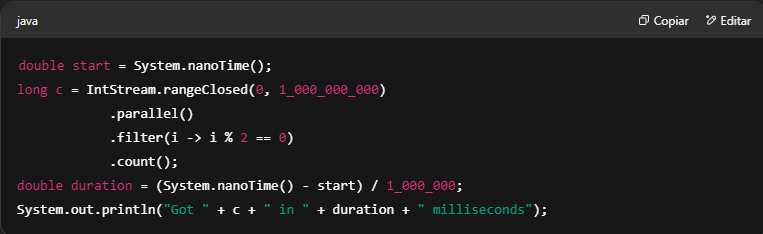 java
Copiar
Editar
double start = System.nanoTime();
long c = IntStream.rangeClosed(0, 1_000_000_000)
            .parallel()
            .filter(i -> i % 2 == 0)
            .count();
double duration = (System.nanoTime() - start) / 1_000_000;
System.out.println("Got " + c + " in " + duration + " milliseconds");